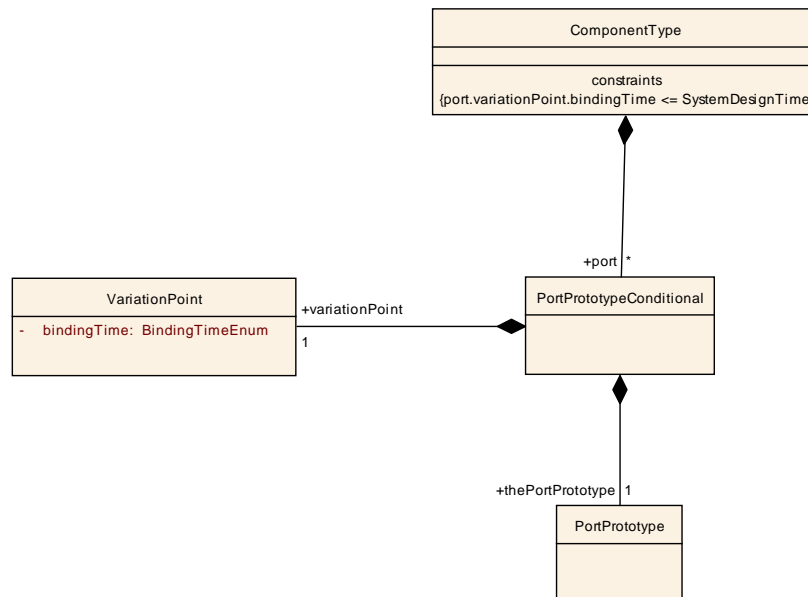 ComponentType
constraints
{port.variationPoint.bindingTime <= SystemDesignTime
+port *
VariationPoint
- bindingTime: BindingTimeEnum
+variationPoint
1
PortPrototypeConditional
+thePortPrototype 1
PortPrototype